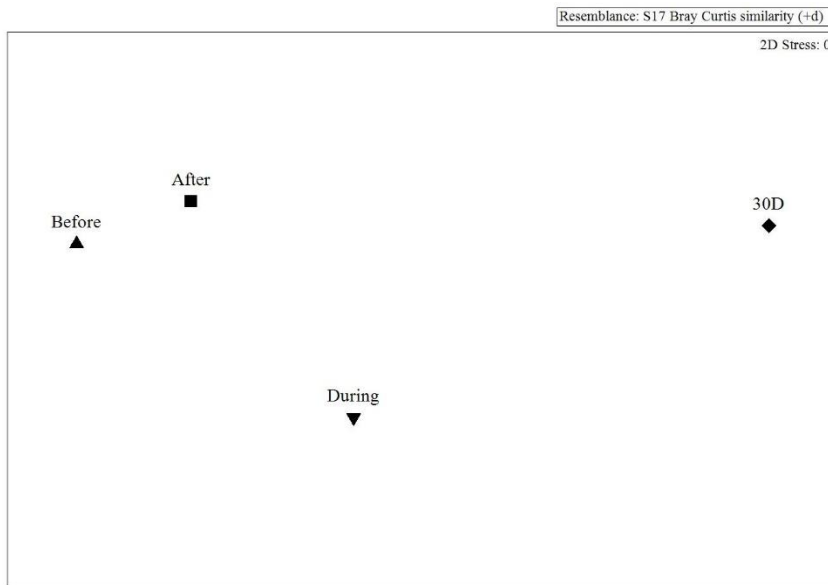 Resemblance: S17 Bray Curtis similarity (+d)
2D Stress: 0
After
30D
Before
During